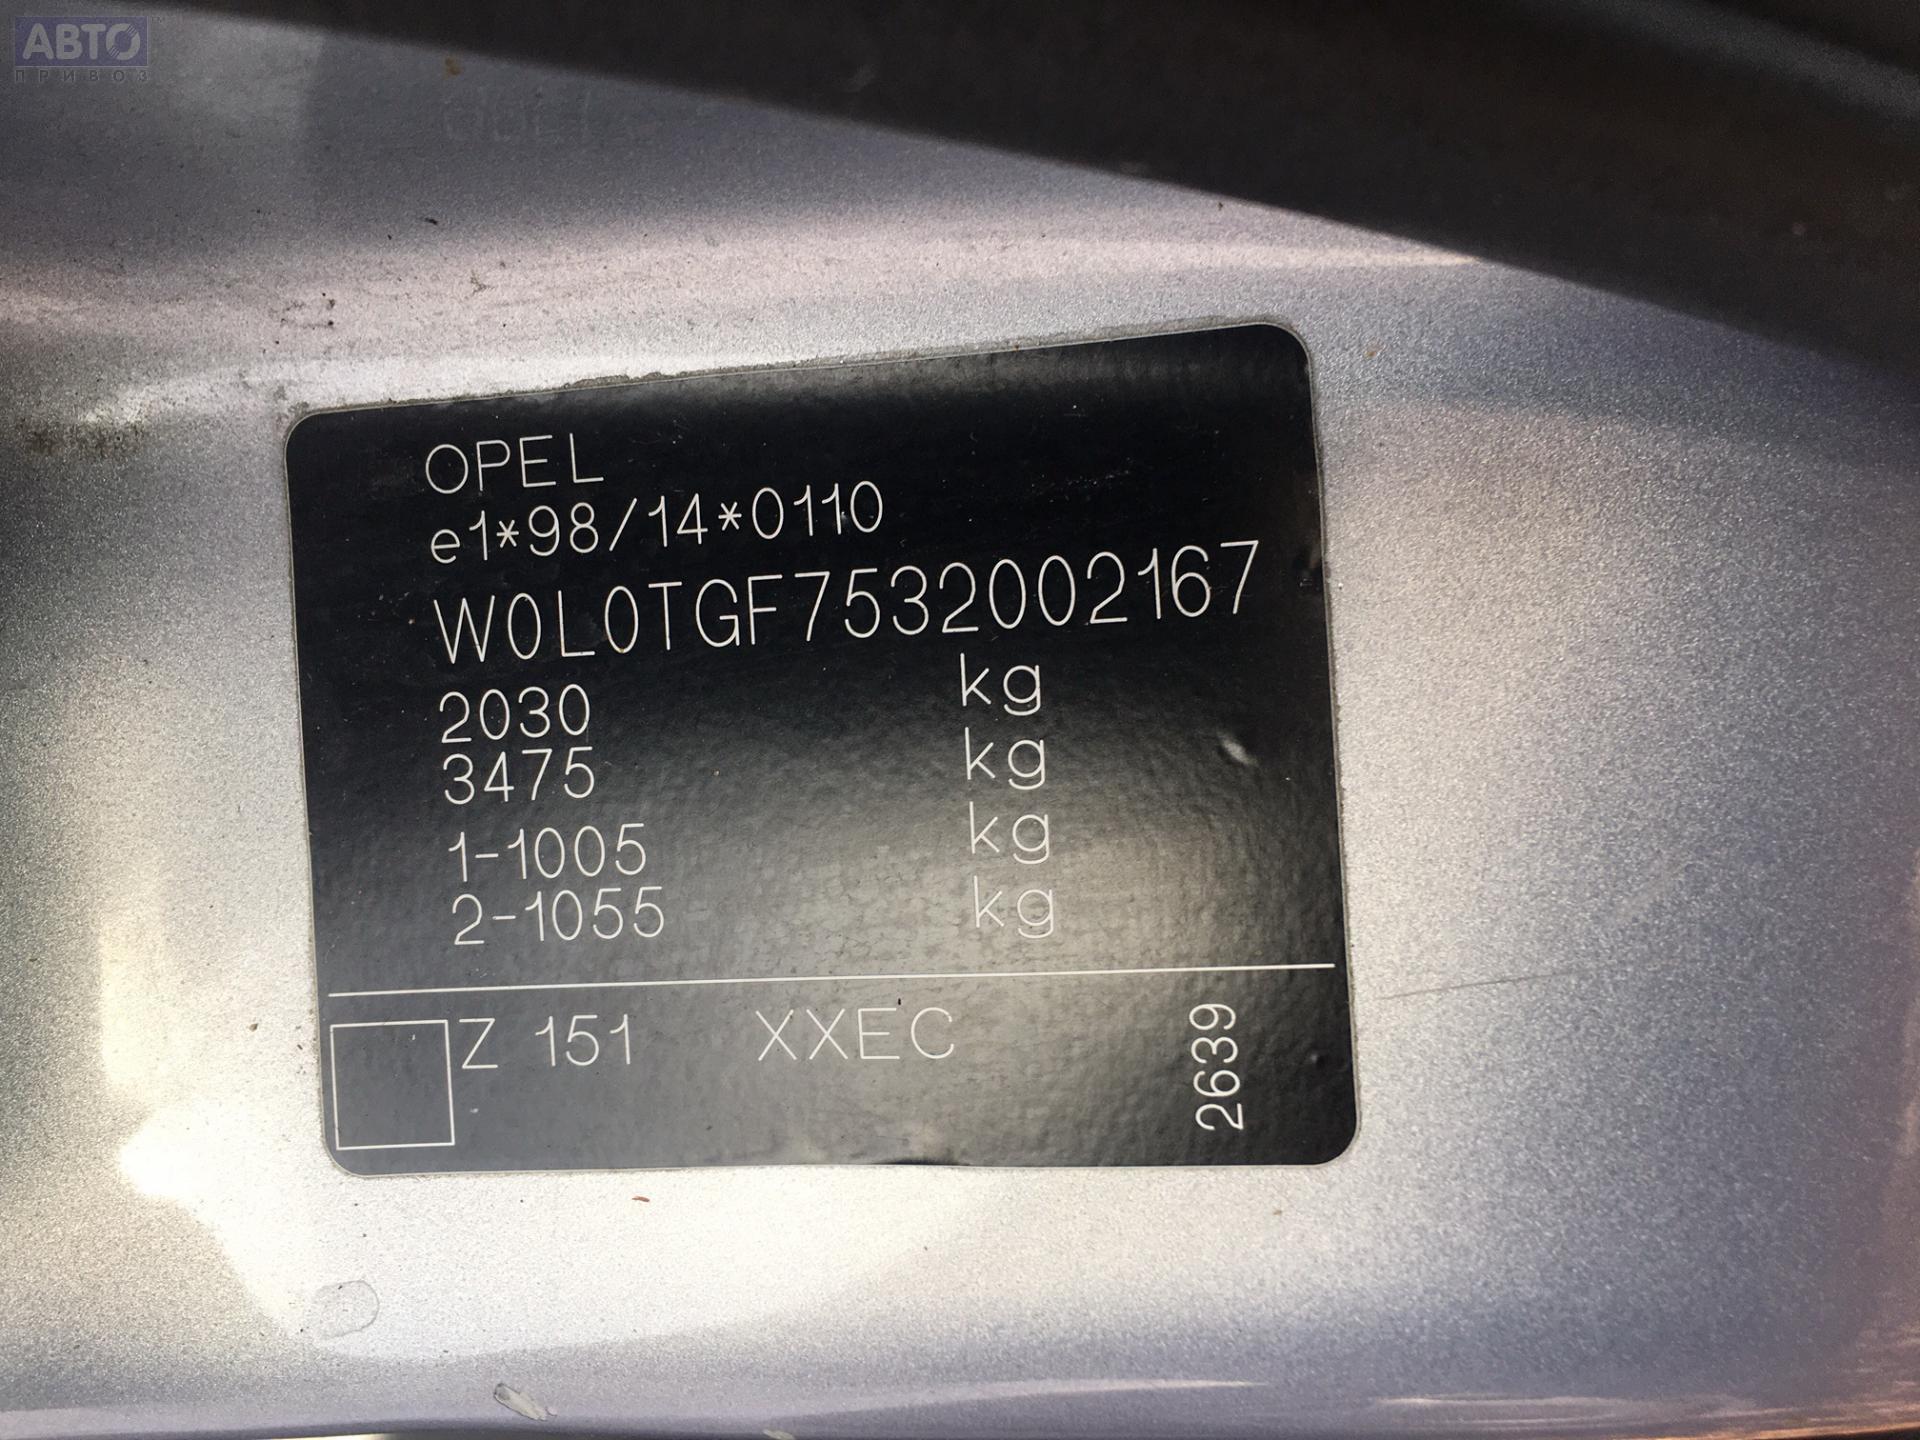 АВТО
ПРИВОЗ
OPEL
e1*98/14*0110
W0L0TGF7532002167
2030 kg
3475 kg
1-1005 kg
2-1055 kg
Z 151 XXEC
2639